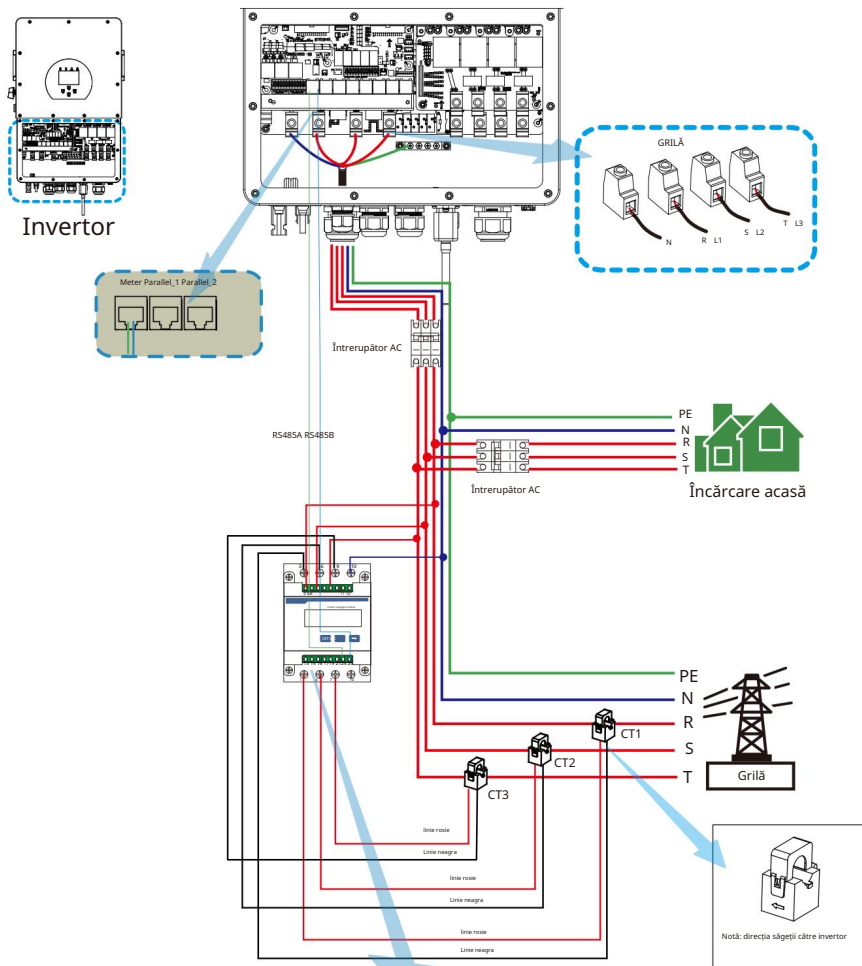 GRILĂ
N
R L1
S L2
T L3
Invertor
Meter Parallel_1 Parallel_2
Întrerupător AC
PE
N
R
S
T
RS485A RS485B
Întrerupător AC
Încărcare acasă
PE
N
R
S
T
CT1
CT2
CT3
Grilă
linie rosie
Linie neagra
linie rosie
Linie neagra
linie rosie
Linie neagra
Notă: direcția săgeții către invertor